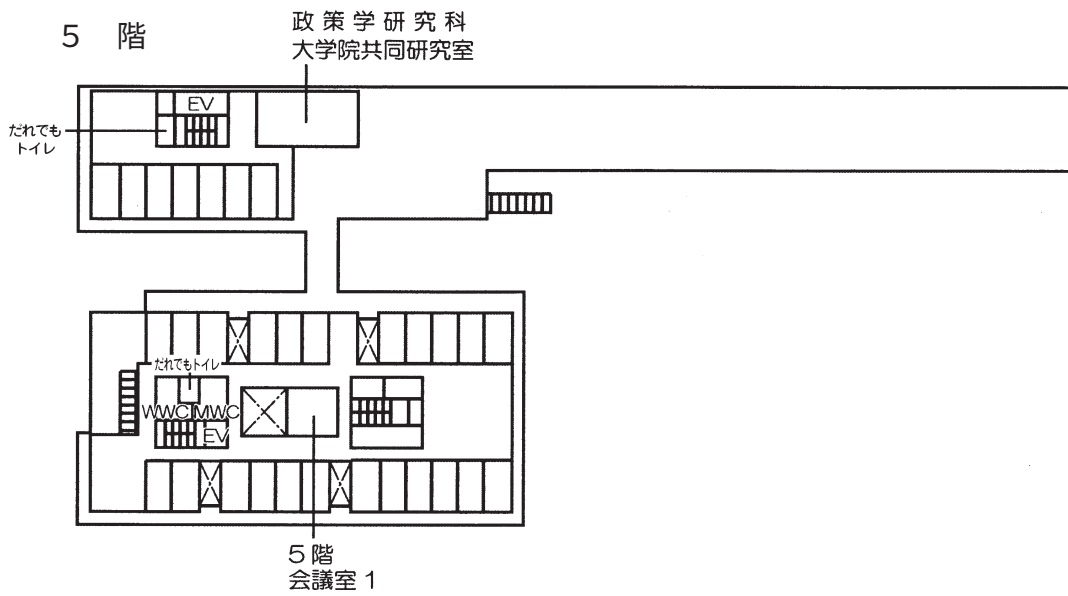 5 階
政策学研究科
大学院共同研究室
EV
だれでも
トイレ
だれでもトイレ
WWC MWC
EV
5階
会議室1